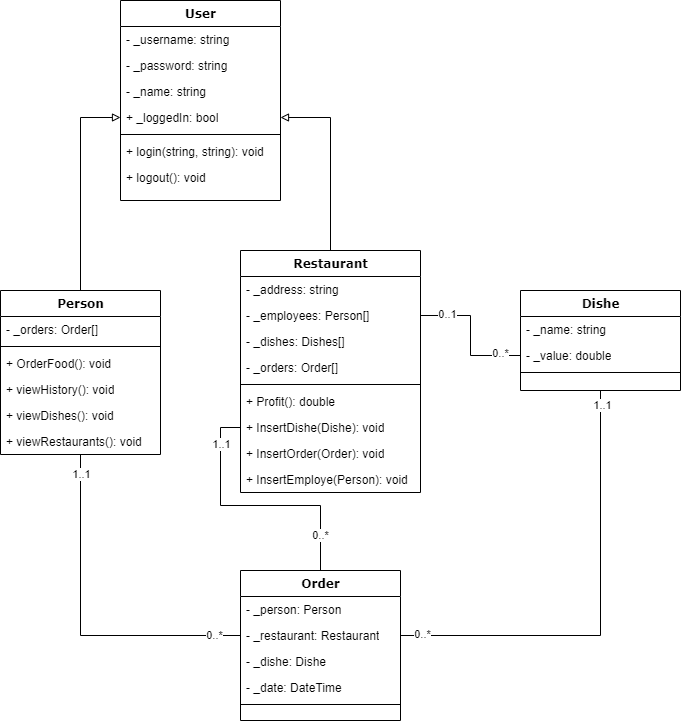 User
- _username: string
- _password: string
- _name: string
+ _loggedIn: bool
+ login(string, string): void
+ logout(): void
Restaurant
- _address: string
- _employees: Person[]
- _dishes: Dishes[]
- _orders: Order[]
+ Profit(): double
+ InsertDishe(Dishe): void
+ InsertOrder(Order): void
+ InsertEmploye(Person): void
Person
- _orders: Order[]
+ OrderFood(): void
+ viewHistory(): void
+ viewDishes(): void
+ viewRestaurants(): void
Dishe
- _name: string
- _value: double
0..1
0..*
1..1
1..1
1..1
0..*
Order
- _person: Person
- _restaurant: Restaurant
- _dishe: Dishe
- _date: DateTime
0..*
0..*